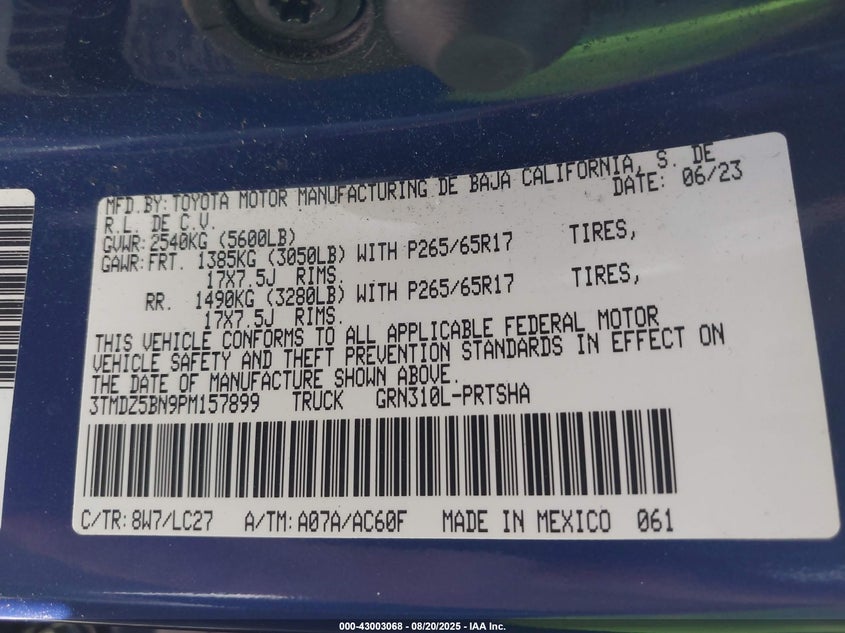 MFD.BY: TOYOTA MOTOR MANUFACTURING DE BAJA CALIFORNIA, S. DE
R.L. DE C.V. DATE: 06/23
GVWR: 2540KG (5600LB)
GAWR: FRT. 1385KG (3050LB) WITH P265/65R17 TIRES,
17X7.5J RIMS.
RR. 1490KG (3280LB) WITH P265/65R17 TIRES,
17X7.5J RIMS.
THIS VEHICLE CONFORMS TO ALL APPLICABLE FEDERAL MOTOR
VEHICLE SAFETY AND THEFT PREVENTION STANDARDS IN EFFECT ON
THE DATE OF MANUFACTURE SHOWN ABOVE.
3TMDZ5BN9PM157899 TRUCK GRN310L-PRTSHA
C/TR: 8W7/LC27 A/TM: A07A/AC60F MADE IN MEXICO 061
000-43003068 - 08/20/2025 - IAA Inc.